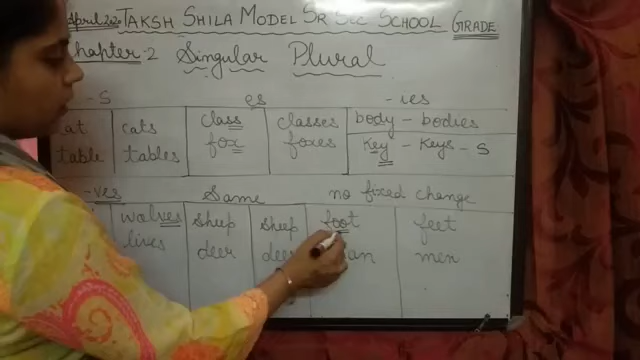 April 22 TAKSH SHILA MODEL SR SEC SCHOOL GRADE
Chapter-2 Singular Plural
-s es -ies
cats class classes body - bodies
table tables fox foxes Key - Keys - S
-ves Same no fixed change
wolves sheep sheep foot feet
lives deer deer men